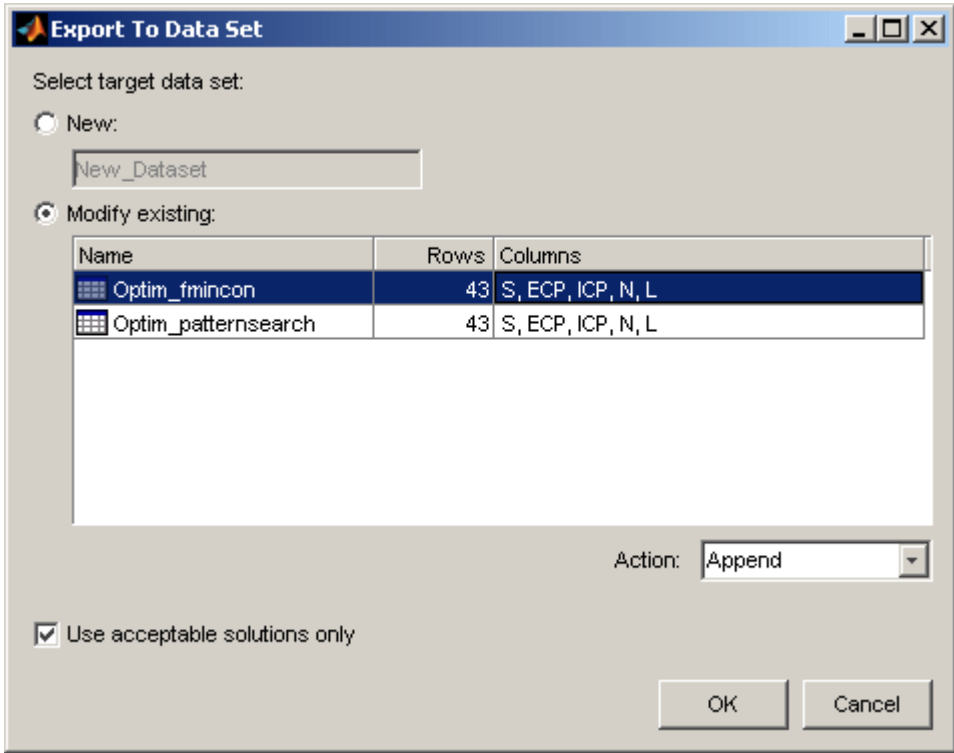 Export To Data Set
Select target data set:
New:
New_Dataset
Modify existing:
Name Rows Columns
Optim_fmincon 43 S, ECP, ICP, N, L
Optim_patternsearch 43 S, ECP, ICP, N, L
Action: Append
Use acceptable solutions only
OK Cancel